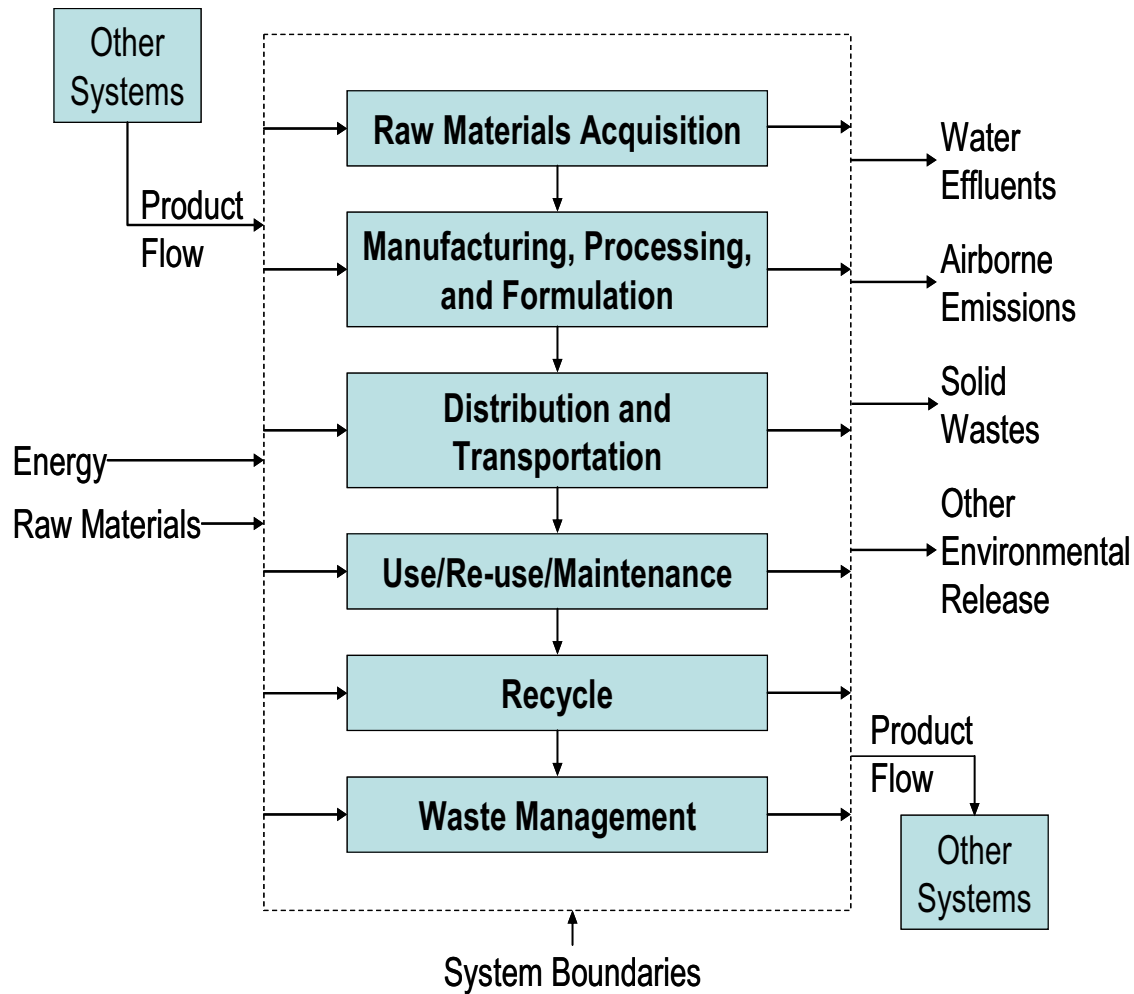 Other
Systems
Raw Materials Acquisition
Water
Effluents
Product
Flow
Manufacturing, Processing,
and Formulation
Airborne
Emissions
Distribution and
Transportation
Solid
Wastes
Energy
Raw Materials
Other
Environmental
Release
Use/Re-use/Maintenance
Recycle
Product
Flow
Waste Management
Other
Systems
System Boundaries